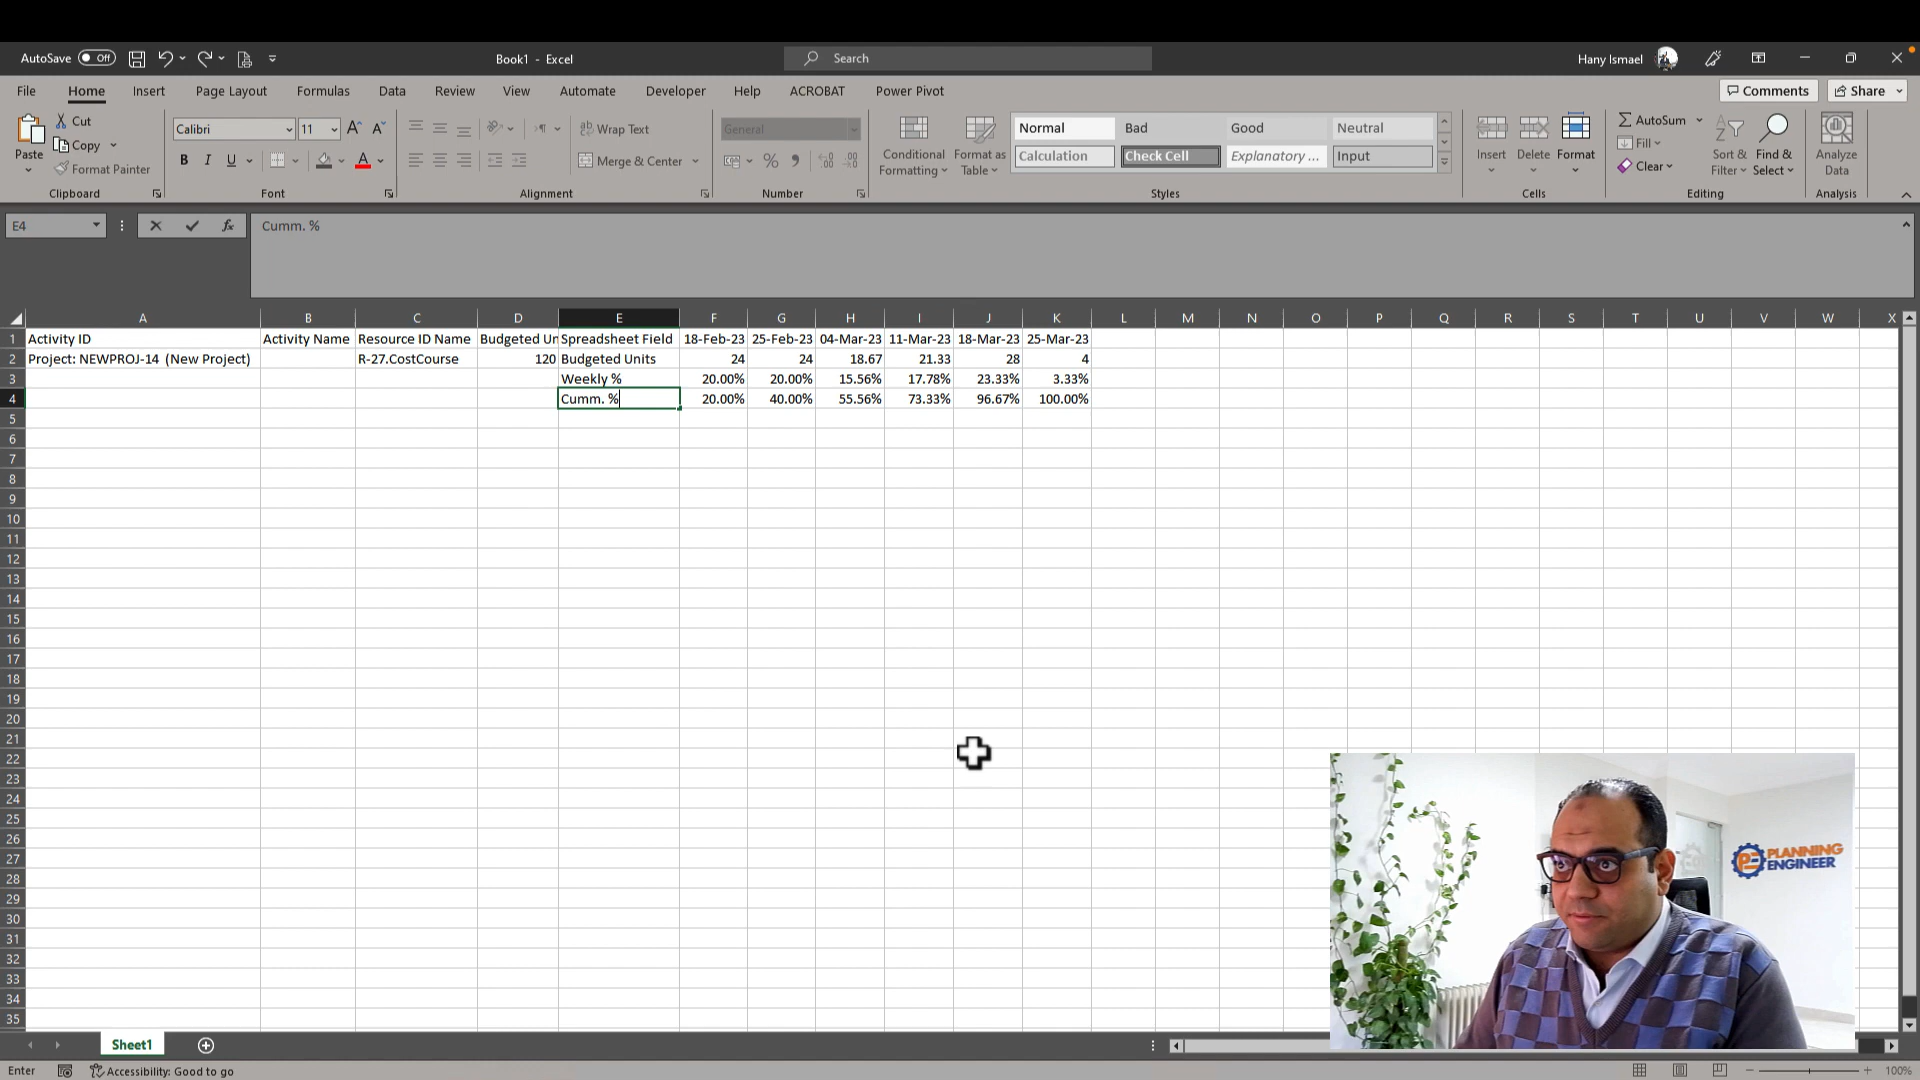 AutoSave Off Book1 - Excel Search Hany Ismael
File Home Insert Page Layout Formulas Data Review View Automate Developer Help ACROBAT Power Pivot Comments Share
Paste Cut Copy Format Painter
Clipboard
Calibri 11
B I U
Font
Wrap Text
Merge & Center
Alignment
General
Number
Conditional Formatting Format as Table
Normal Bad Good Neutral
Calculation Check Cell Explanatory ... Input
Styles
Insert Delete Format
Cells
AutoSum
Fill
Clear
Sort & Filter Find & Select
Editing
Analyze Data
Analysis
E4 fx Cumm. %
A B C D E F G H I J K L M N O P Q R S T U V W X
1 Activity ID Activity Name Resource ID Name Budgeted Un Spreadsheet Field 18-Feb-23 25-Feb-23 04-Mar-23 11-Mar-23 18-Mar-23 25-Mar-23
2 Project: NEWPROJ-14 (New Project) R-27.CostCourse 120 Budgeted Units 24 24 18.67 21.33 28 4
3 Weekly % 20.00% 20.00% 15.56% 17.78% 23.33% 3.33%
4 Cumm. % 20.00% 40.00% 55.56% 73.33% 96.67% 100.00%
5
6
7
8
9
10
11
12
13
14
15
16
17
18
19
20
21
22
23
24
25
26
27
28
29
30
31
32
33
34
35
PLANNING
ENGINEER
Sheet1
Enter Accessibility: Good to go 100%